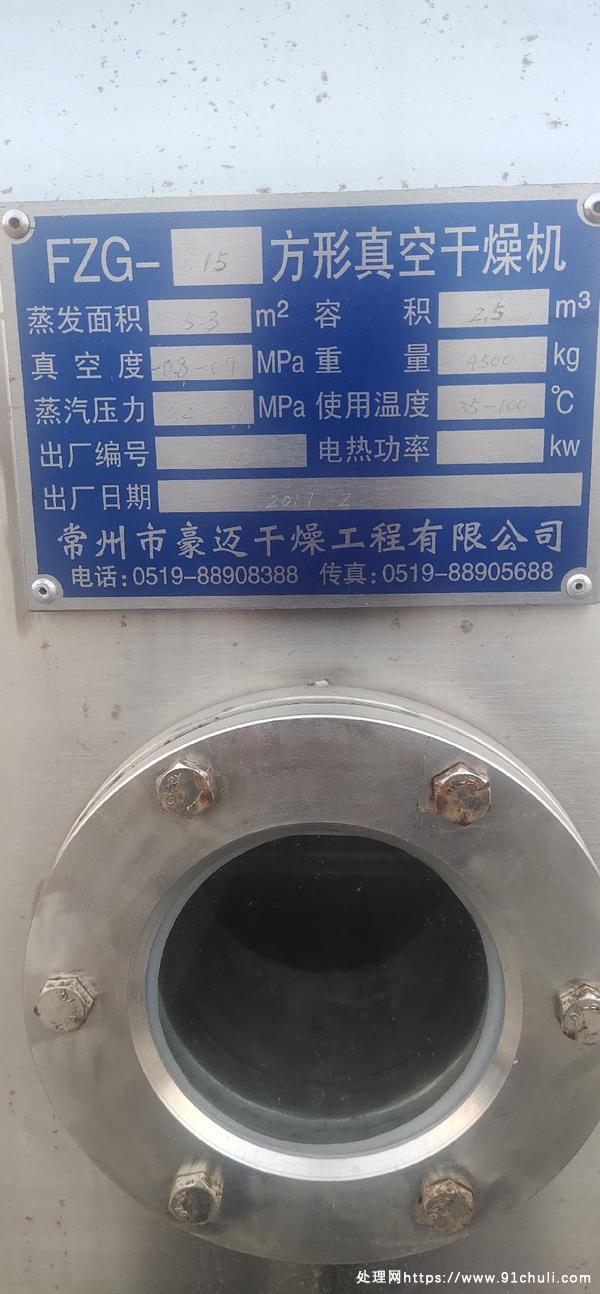 FZG-15 方形真空干燥机
蒸发面积 53 m² 容积 2.5 m³
真空度 MPa 重量 4500 kg
蒸汽压力 MPa 使用温度 35-100 ℃
出厂编号 电热功率 kw
出厂日期 2017.2
常州市豪迈干燥工程有限公司
电话:0519-88908388 传真:0519-88905688
处理网https://www.91chuli.com